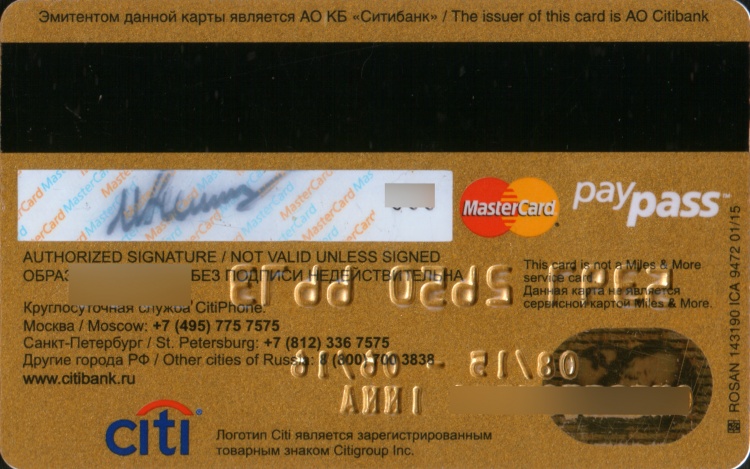 Эмитентом данной карты является АО КБ «Ситибанк» / The issuer of this card is AO Citibank
MasterCard
paypass
AUTHORIZED SIGNATURE / NOT VALID UNLESS SIGNED
ОБРАЗ БЕЗ ПОДПИСИ НЕДЕЙСТВИТЕЛЬНА
This card is not a Miles & More
service card.
Данная карта не является
сервисной картой Miles & More.
ROSAN 143190 ICA 9472 01/15
Круглосуточная служба CitiPhone:
Москва / Moscow: +7 (495) 775 7575
Санкт-Петербург / St. Petersburg: +7 (812) 336 7575
Другие города РФ / Other cities of Russia: 8 (800) 700 3838
www.citibank.ru
INNA
citi
Логотип Citi является зарегистрированным
товарным знаком Citigroup Inc.